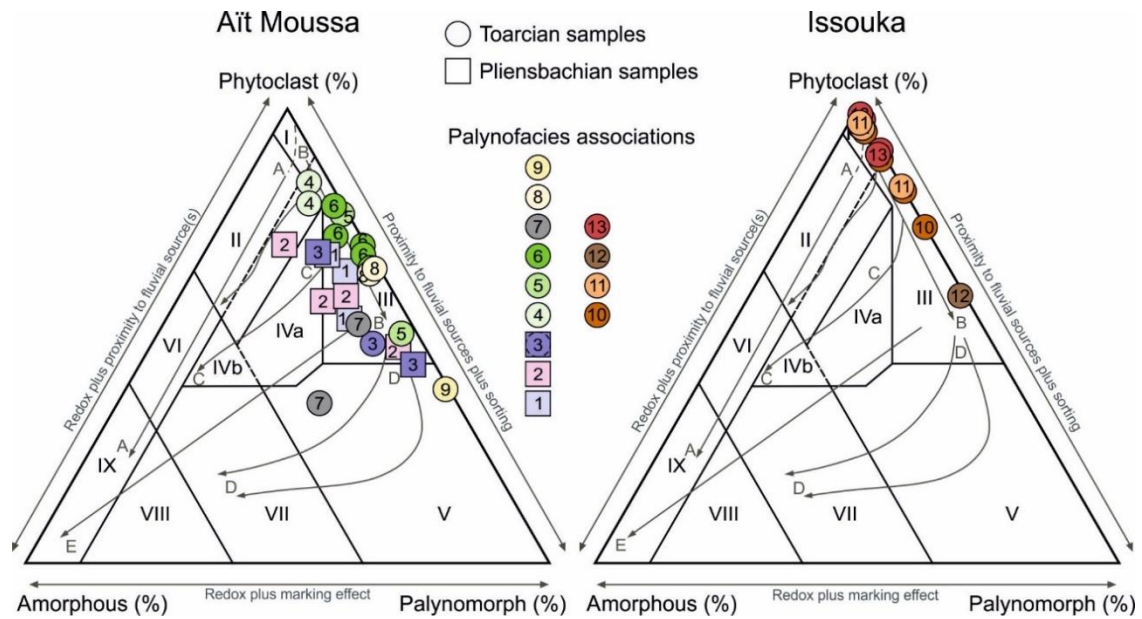 Aït Moussa
Toarcian samples
Pliensbachian samples
Issouka
Phytoclast (%)
Phytoclast (%)
Palynofacies associations
9
8
7
6
5
4
3
2
1
13
12
11
10
Redox plus proximity to fluvial source(s)
Proximity to fluvial sources plus sorting
I
B
A
4
4
6
5
II
2
6
3
1
6
6
C
1
8
2
2
III
1
7
B
IVa
3
5
VI
2
3
IVb
C
D
9
7
A
IX
D
VIII
VII
V
E
Amorphous (%)
Redox plus marking effect
Palynomorph (%)
Redox plus proximity to fluvial source(s)
Proximity to fluvial sources plus sorting
11
13
A
11
II
10
C
12
III
B
IVa
VI
D
IVb
C
A
IX
D
VIII
VII
V
E
Amorphous (%)
Redox plus marking effect
Palynomorph (%)